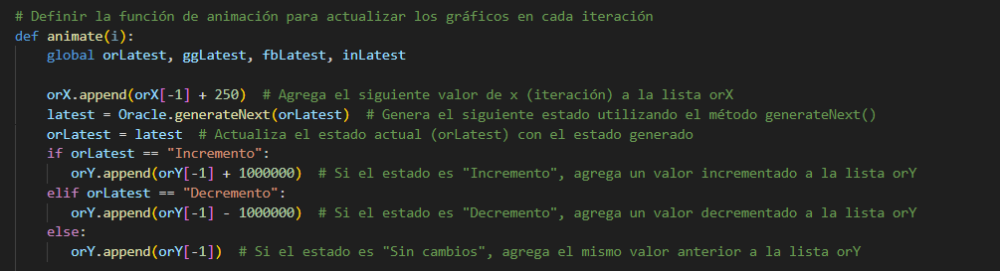 # Definir la función de animación para actualizar los gráficos en cada iteración
def animate(i):
    global orLatest, ggLatest, fbLatest, inLatest
    orX.append(orX[-1] + 250)  # Agrega el siguiente valor de x (iteración) a la lista orX
    latest = Oracle.generateNext(orLatest)  # Genera el siguiente estado utilizando el método generateNext()
    orLatest = latest  # Actualiza el estado actual (orLatest) con el estado generado
    if orLatest == "Incremento":
        orY.append(orY[-1] + 1000000)  # Si el estado es "Incremento", agrega un valor incrementado a la lista orY
    elif orLatest == "Decremento":
        orY.append(orY[-1] - 1000000)  # Si el estado es "Decremento", agrega un valor decrementado a la lista orY
    else:
        orY.append(orY[-1])  # Si el estado es "Sin cambios", agrega el mismo valor anterior a la lista orY